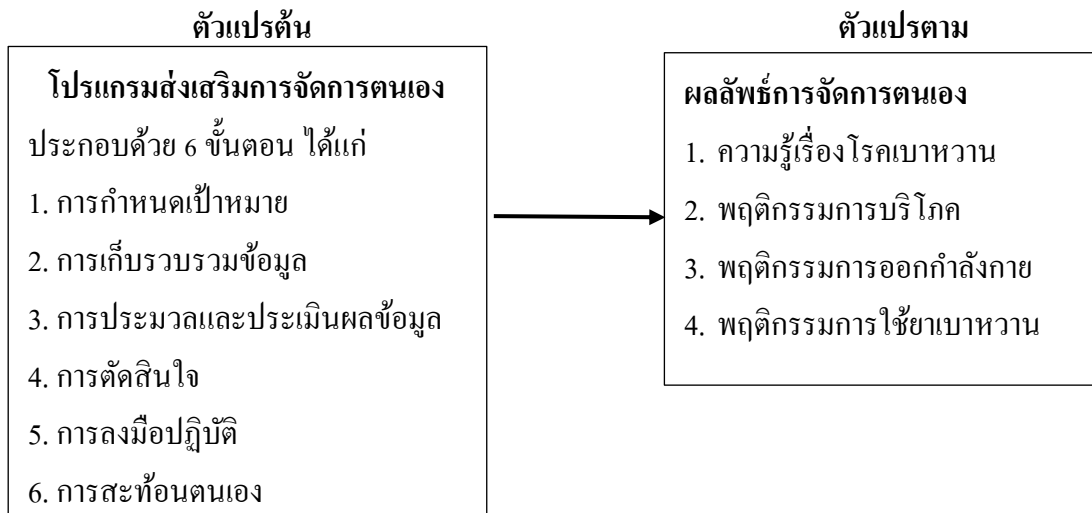 ตัวแปรต้น
โปรแกรมส่งเสริมการจัดการตนเอง
ประกอบด้วย 6 ขั้นตอน ได้แก่
1. การกำหนดเป้าหมาย
2. การเก็บรวบรวมข้อมูล
3. การประมวลและประเมินผลข้อมูล
4. การตัดสินใจ
5. การลงมือปฏิบัติ
6. การสะท้อนตนเอง
ตัวแปรตาม
ผลลัพธ์การจัดการตนเอง
1. ความรู้เรื่องโรคเบาหวาน
2. พฤติกรรมการบริโภค
3. พฤติกรรมการออกกำลังกาย
4. พฤติกรรมการใช้ยาเบาหวาน